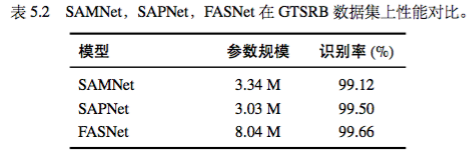 表 5.2 SAMNet，SAPNet，FASNet 在 GTSRB 数据集上性能对比。
模型 参数规模 识别率 (%)
SAMNet 3.34 M 99.12
SAPNet 3.03 M 99.50
FASNet 8.04 M 99.66